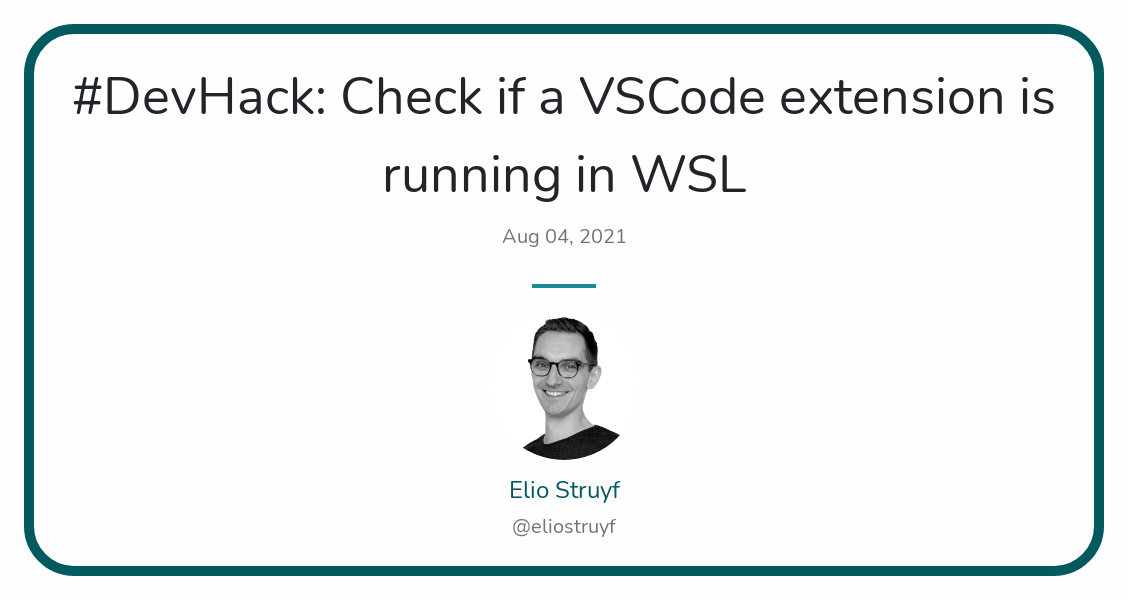 #DevHack: Check if a VSCode extension is
running in WSL
Aug 04, 2021
Elio Struyf
@eliostruyf